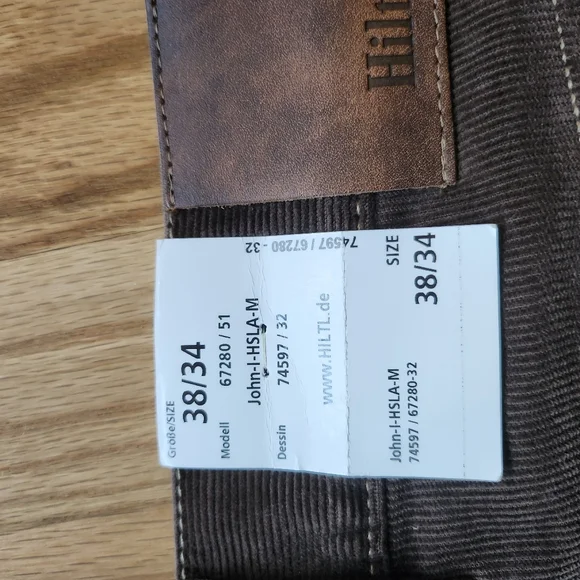 Hilt
Größe/SIZE
38/34
Modell
67280 / 51
John-I-HSLA-M
Dessin
74597 / 32
www.HILTL.de
74597 / 67280 - 32
SIZE
38/34
John-I-HSLA-M
74597 / 67280-32